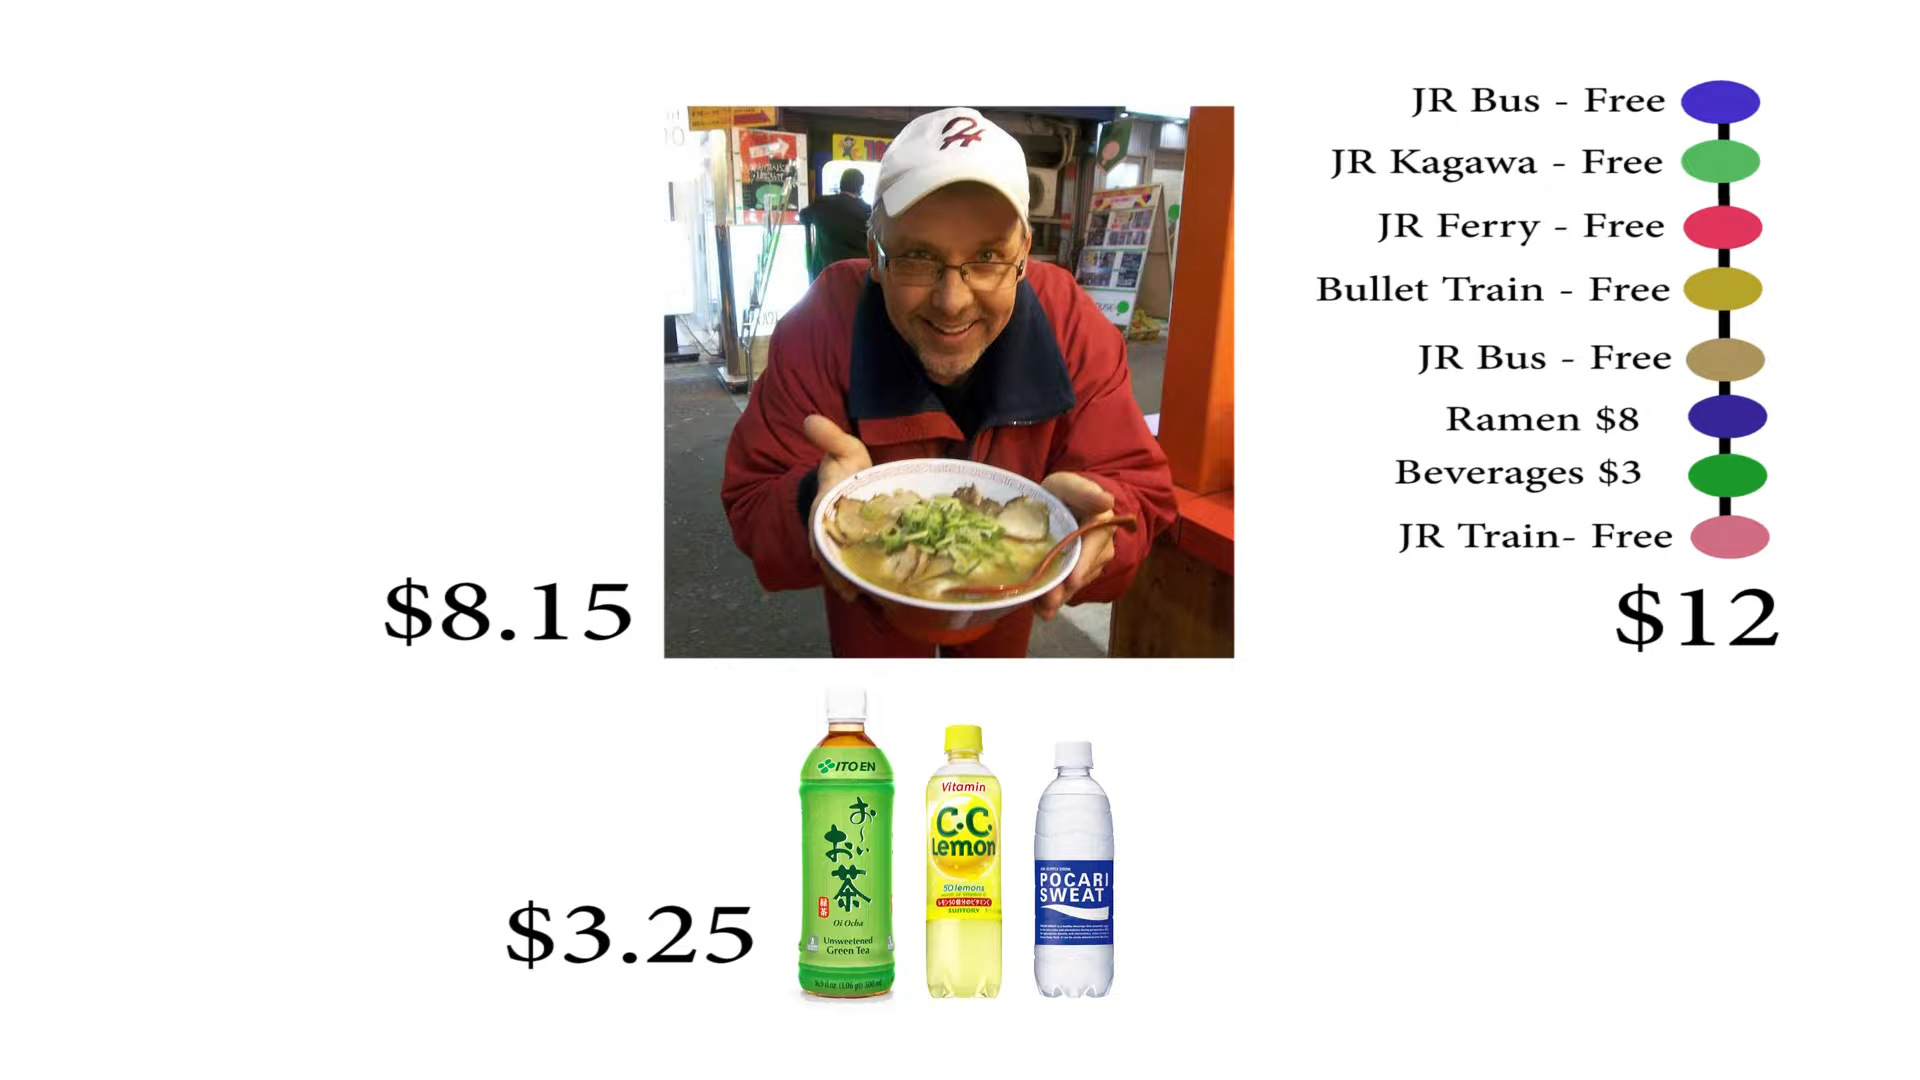 JR Bus - Free
JR Kagawa - Free
JR Ferry - Free
Bullet Train - Free
JR Bus - Free
Ramen $8
Beverages $3
JR Train- Free
$12
$8.15
$3.25
ITO EN
お～い
お茶
緑茶
Oi Ocha
Unsweetened
Green Tea
Vitamin
C.C.
Lemon
50 lemons
SUNTORY
POCARI
SWEAT